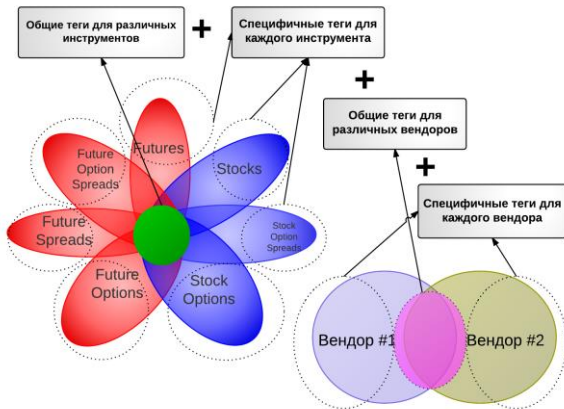 Общие теги для различных
инструментов
+
Специфичные теги для
каждого инструмента
+
Общие теги для
различных вендоров
+
Специфичные теги для
каждого вендора
Futures
Future
Option
Spreads
Stocks
Future
Spreads
Stock
Option
Spreads
Future
Options
Stock
Options
Вендор #1
Вендор #2